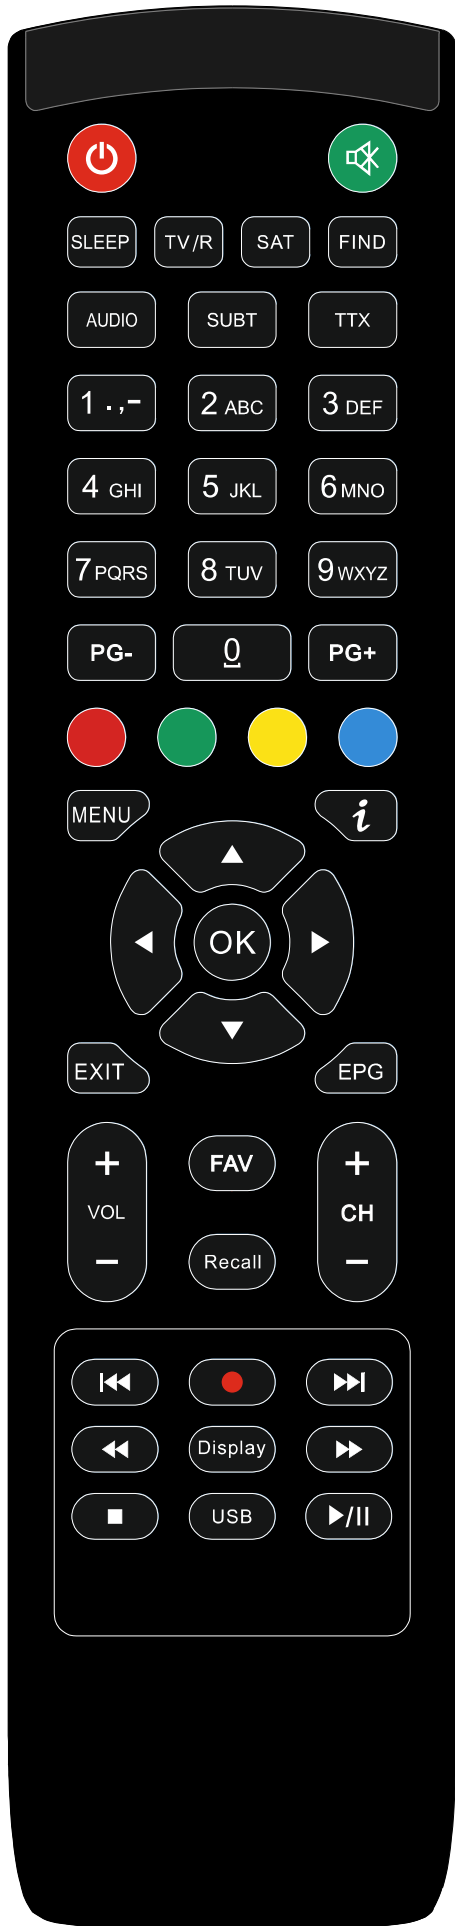 SLEEP TV/R SAT FIND
AUDIO SUBT TTX
1 .,- 2 ABC 3 DEF
4 GHI 5 JKL 6 MNO
7 PQRS 8 TUV 9 WXYZ
PG- 0 PG+
MENU i
OK
EXIT EPG
+ FAV +
VOL CH
- Recall -
Display
USB